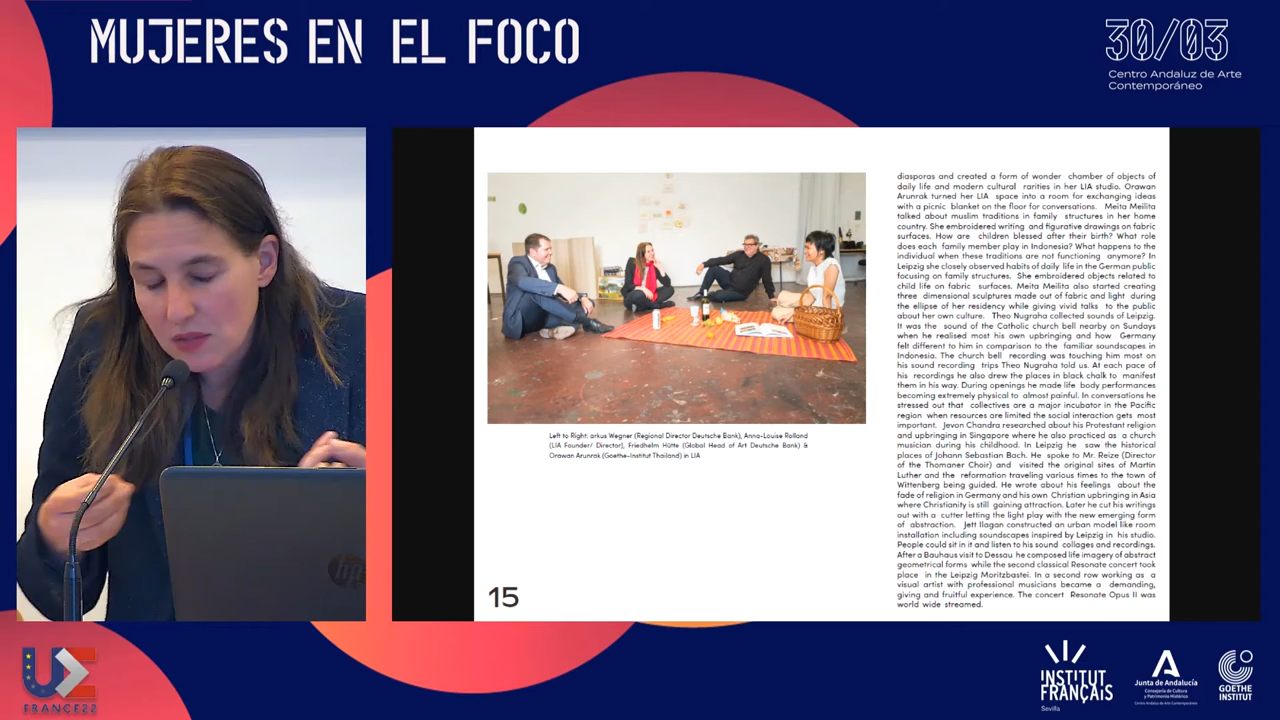 MUJERES EN EL FOCO
30/03
Centro Andaluz de Arte
Contemporáneo
diasporas and created a form of wonder chamber of objects of
daily life and modern cultural rarities in her LIA studio. Orawan
Arunrak turned her LIA space into a room for exchanging ideas
with a picnic blanket on the floor for conversations. Meita Meilita
talked about muslim traditions in family structures in her home
country. She embroidered writing and figurative drawings on fabric
surfaces. How are children blessed after their birth? What role
does each family member play in Indonesia? What happens to the
individual when these traditions are not functioning anymore? In
Leipzig she closely observed habits of daily life in the German public
focusing on family structures. She embroidered objects related to
child life on fabric surfaces. Meita Meilita also started creating
three dimensional sculptures made out of fabric and light during
the ellipse of her residency while giving vivid talks to the public
about her own culture. Theo Nugraha collected sounds of Leipzig.
It was the sound of the Catholic church bell nearby on Sundays
when he realised most his own upbringing and how Germany
felt different to him in comparison to the familiar soundscapes in
Indonesia. The church bell recording was touching him most on
his sound recording trips Theo Nugraha told us. At each pace of
his recordings he also drew the places in black chalk to manifest
them in his way. During openings he made life body performances
becoming extremely physical to almost painful. In conversations he
stressed out that collectives are a major incubator in the Pacific
region when resources are limited the social interaction gets most
important. Jevon Chandra researched about his Protestant religion
and upbringing in Singapore where he also practiced as a church
musician during his childhood. In Leipzig he saw the historical
places of Johann Sebastian Bach. He spoke to Mr. Reize (Director
of the Thomaner Choir) and visited the original sites of Martin
Luther and the reformation traveling various times to the town of
Wittenberg being guided. He wrote about his feelings about the
fade of religion in Germany and his own Christian upbringing in Asia
where Christianity is still gaining attraction. Later he cut his writings
out with a cutter letting the light play with the new emerging form
of abstraction. Jett Ilagan constructed an urban model like room
installation including soundscapes inspired by Leipzig in his studio.
People could sit in it and listen to his sound collages and recordings.
After a Bauhaus visit to Dessau he composed life imagery of abstract
geometrical forms while the second classical Resonate concert took
place in the Leipzig Moritzbastei. In a second row working as a
visual artist with professional musicians became a demanding,
giving and fruitful experience. The concert Resonate Opus II was
world wide streamed.
Left to Right: arkus Wegner (Regional Director Deutsche Bank), Anna-Louise Rolland
(LIA Founder/ Director), Friedhelm Hütte (Global Head of Art Deutsche Bank) &
Orawan Arunrak (Goethe-Institut Thailand) in LIA
15
hp
UE
FRANCE22
INSTITUT
FRANÇAIS
Sevilla
Junta de Andalucía
Consejería de Cultura
y Patrimonio Histórico
Centro Andaluz de Arte Contemporáneo
GOETHE
INSTITUT